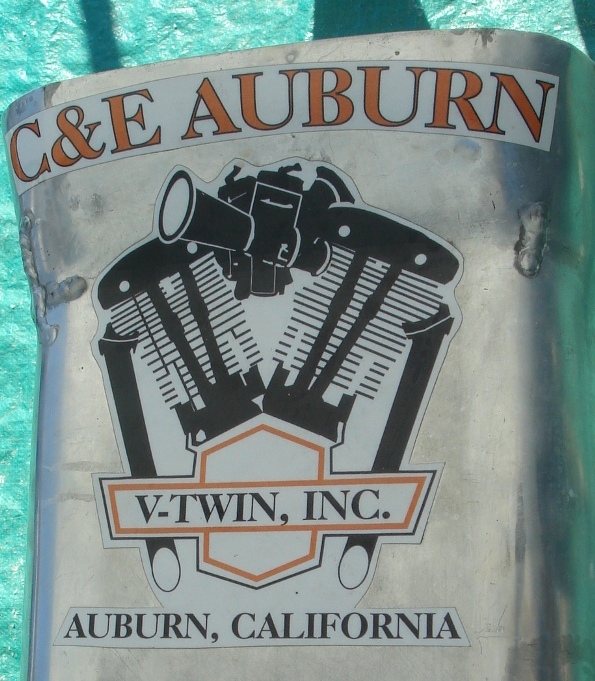 C&E AUBURN
V-TWIN, INC.
AUBURN, CALIFORNIA